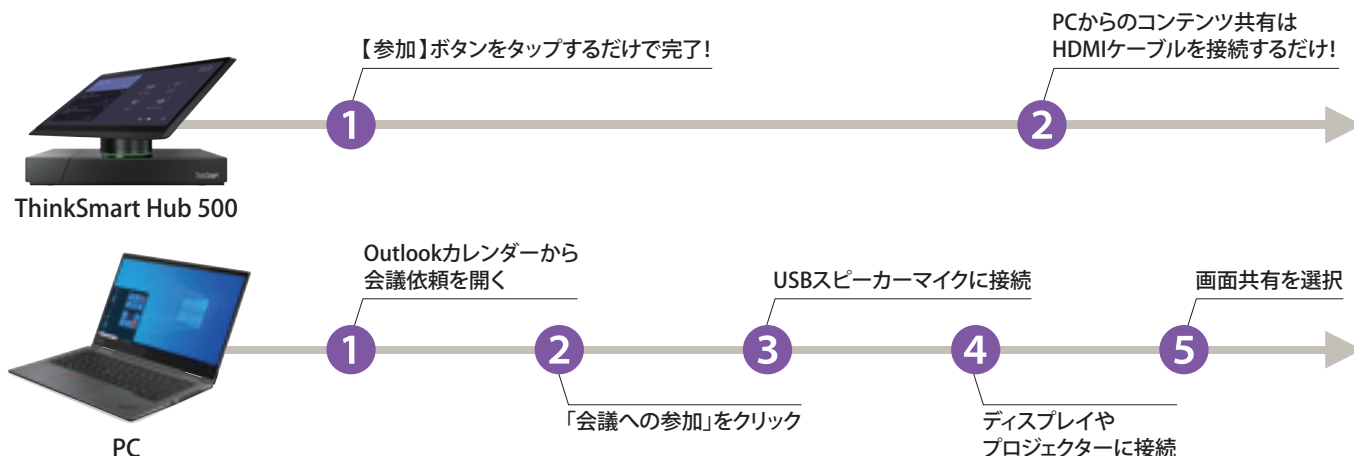 【参加】ボタンをタップするだけで完了!
PCからのコンテンツ共有は
HDMIケーブルを接続するだけ!
1
2
ThinkSmart
ThinkSmart Hub 500
Outlookカレンダーから
会議依頼を開く
USBスピーカーマイクに接続
画面共有を選択
1
2
3
4
5
「会議への参加」をクリック
ディスプレイや
プロジェクターに接続
PC